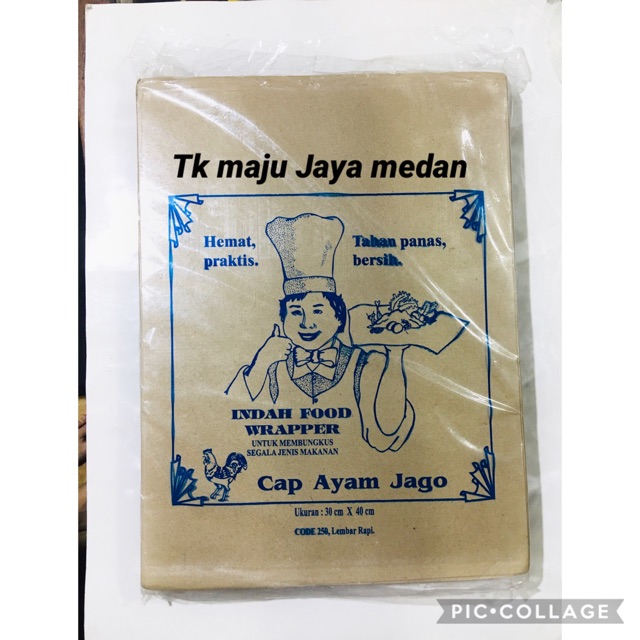 Tk maju Jaya medan
Hemat,
praktis.
Tahan panas,
bersih.
INDAH FOOD
WRAPPER
UNTUK MEMBUNGKUS
SEGALA JENIS MAKANAN
Cap Ayam Jago
Ukuran : 30 cm X 40 cm
CODE 250, Lembar Rapi.
PIC•COLLAGE